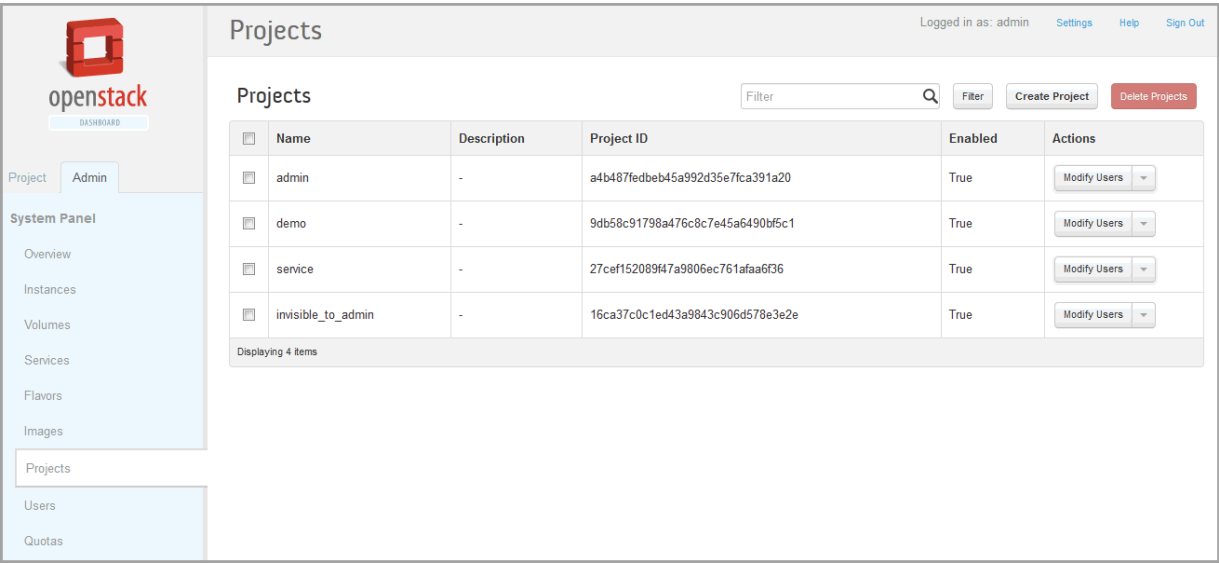 openstack
DASHBOARD
Project Admin
System Panel
Overview
Instances
Volumes
Services
Flavors
Images
Projects
Users
Quotas
Projects
Logged in as: admin Settings Help Sign Out
Projects
Filter Filter Create Project Delete Projects
Name Description Project ID Enabled Actions
admin - a4b487fedbeb45a992d35e7fca391a20 True Modify Users
demo - 9db58c91798a476c8c7e45a6490bf5c1 True Modify Users
service - 27cef152089f47a9806ec761afaa6f36 True Modify Users
invisible_to_admin - 16ca37c0c1ed43a9843c906d578e3e2e True Modify Users
Displaying 4 items